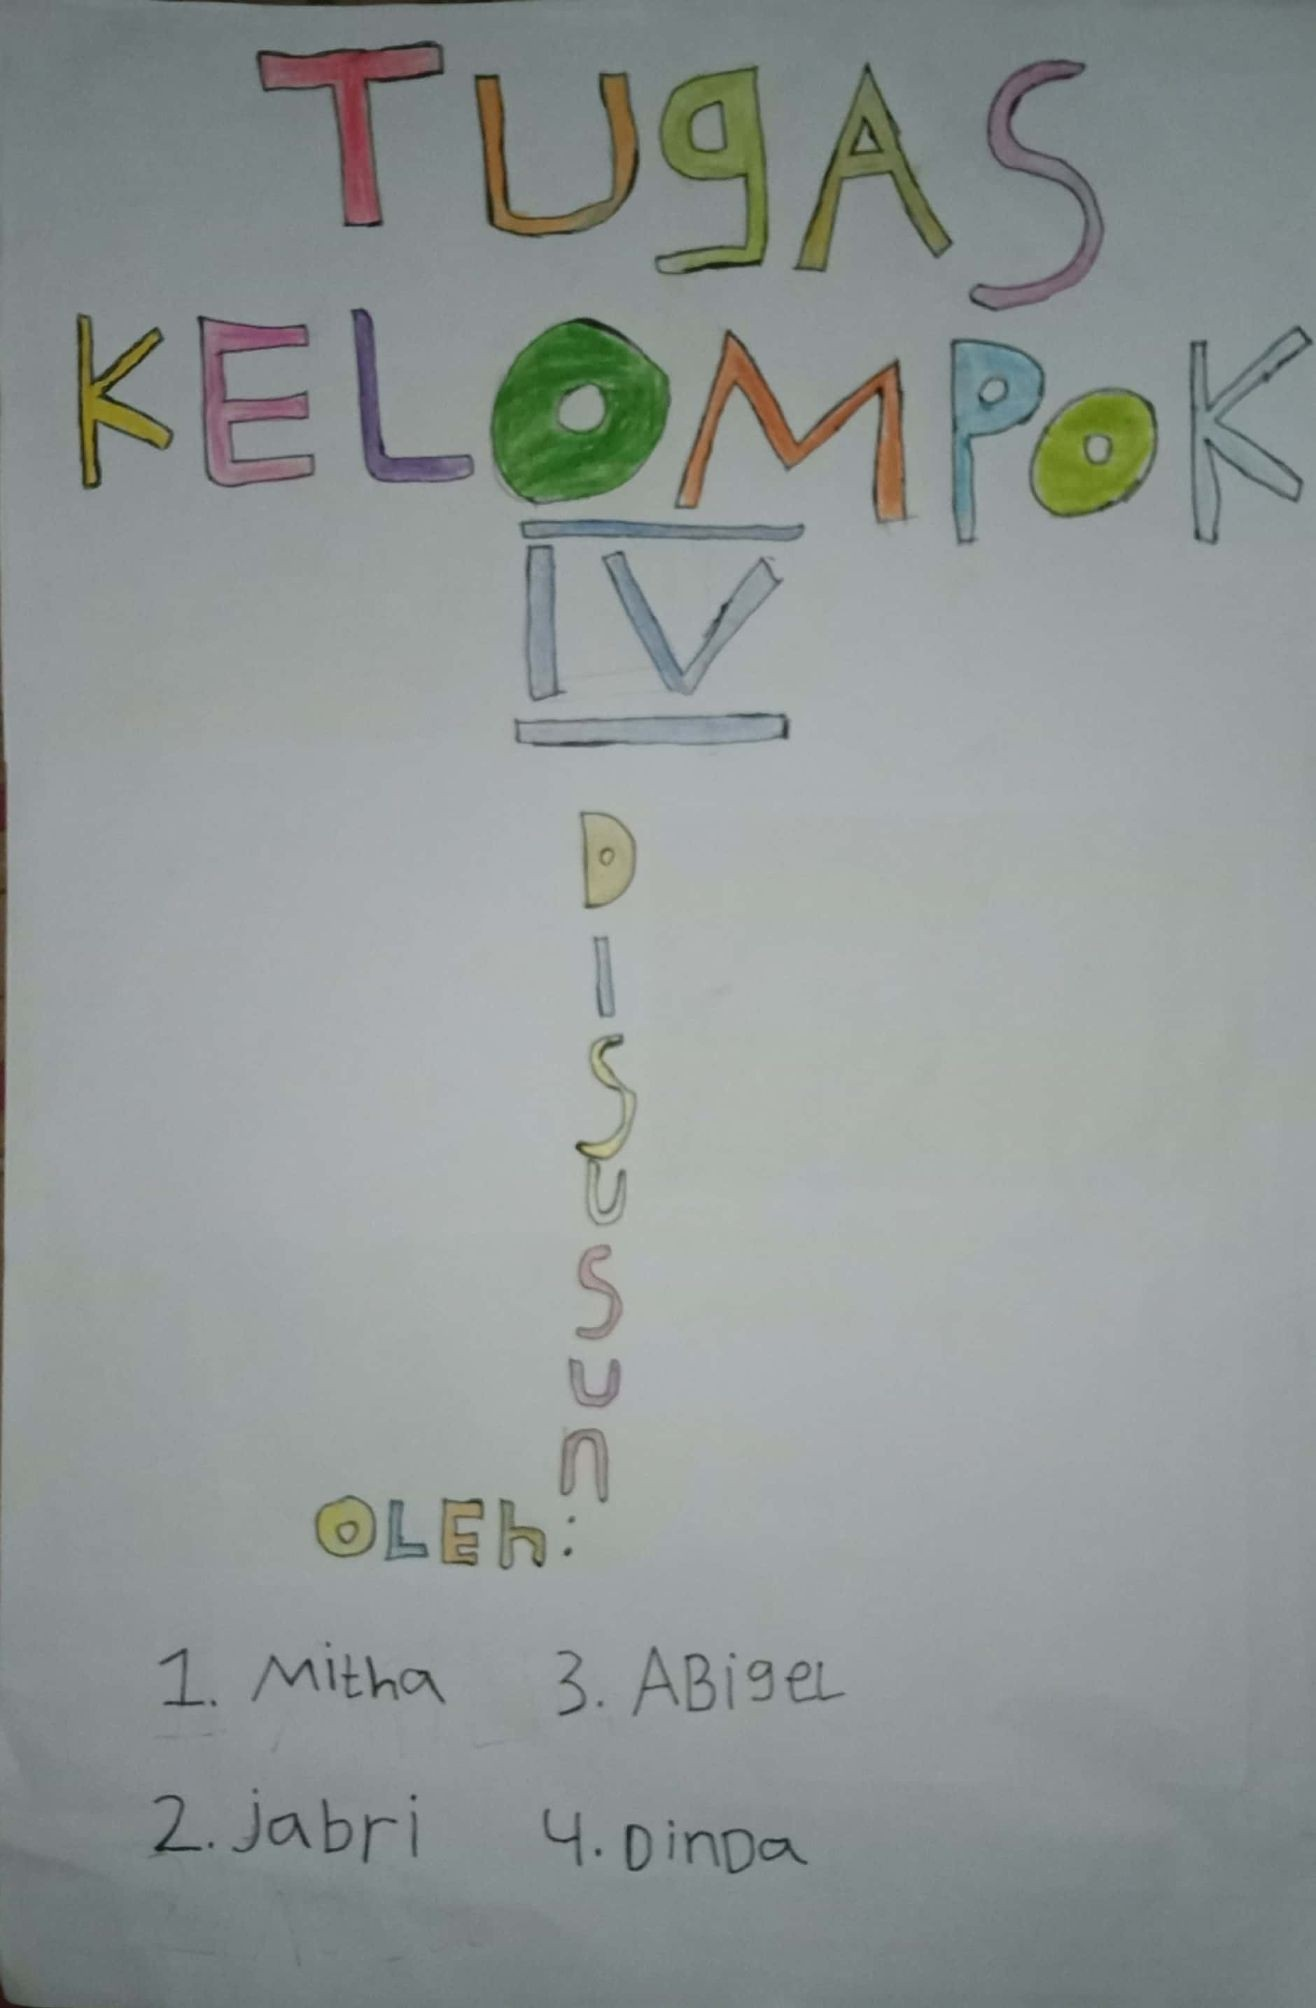 TUgAS
KELOMPOK
IV
DISUSUn
OLEh:
1. Mitha 3. ABigeL
2. jabri 4. DinDa